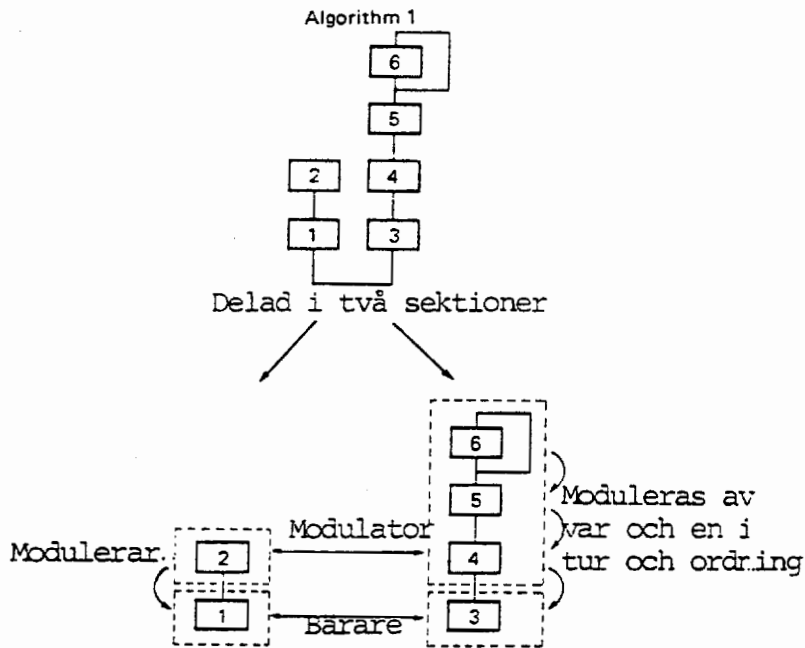 Algorithm 1
6
5
2 4
1 3
Delad i två sektioner
6
5
Moduleras av
var och en i
tur och ordning
Modulator
Modulerar.
2 4
1 3
Bärare